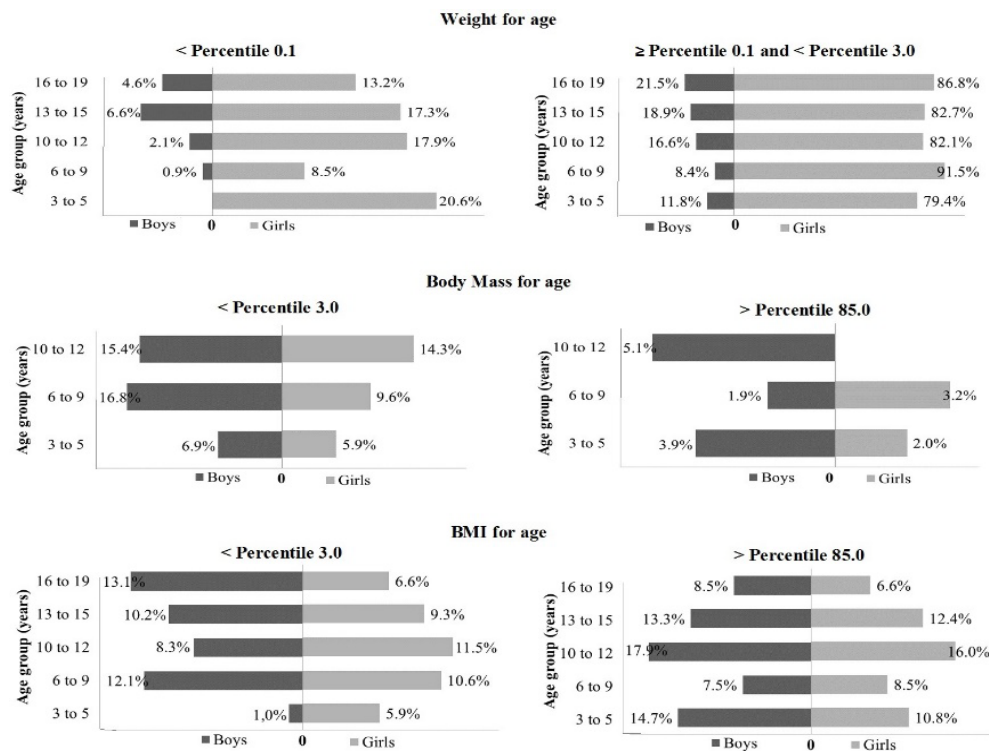 Weight for age
< Percentile 0.1
≥ Percentile 0.1 and < Percentile 3.0
Age group (years)
16 to 19 4.6% 13.2%
13 to 15 6.6% 17.3%
10 to 12 2.1% 17.9%
6 to 9 0.9% 8.5%
3 to 5 20.6%
Boys 0 Girls
Age group (years)
16 to 19 21.5% 86.8%
13 to 15 18.9% 82.7%
10 to 12 16.6% 82.1%
6 to 9 8.4% 91.5%
3 to 5 11.8% 79.4%
Boys 0 Girls
Body Mass for age
< Percentile 3.0
> Percentile 85.0
Age group (years)
10 to 12 15.4% 14.3%
6 to 9 16.8% 9.6%
3 to 5 6.9% 5.9%
Boys 0 Girls
Age group (years)
10 to 12 5.1%
6 to 9 1.9% 3.2%
3 to 5 3.9% 2.0%
Boys 0 Girls
BMI for age
< Percentile 3.0
> Percentile 85.0
Age group (years)
16 to 19 13.1% 6.6%
13 to 15 10.2% 9.3%
10 to 12 8.3% 11.5%
6 to 9 12.1% 10.6%
3 to 5 1,0% 5.9%
Boys 0 Girls
Age group (years)
16 to 19 8.5% 6.6%
13 to 15 13.3% 12.4%
10 to 12 17.9% 16.0%
6 to 9 7.5% 8.5%
3 to 5 14.7% 10.8%
Boys 0 Girls